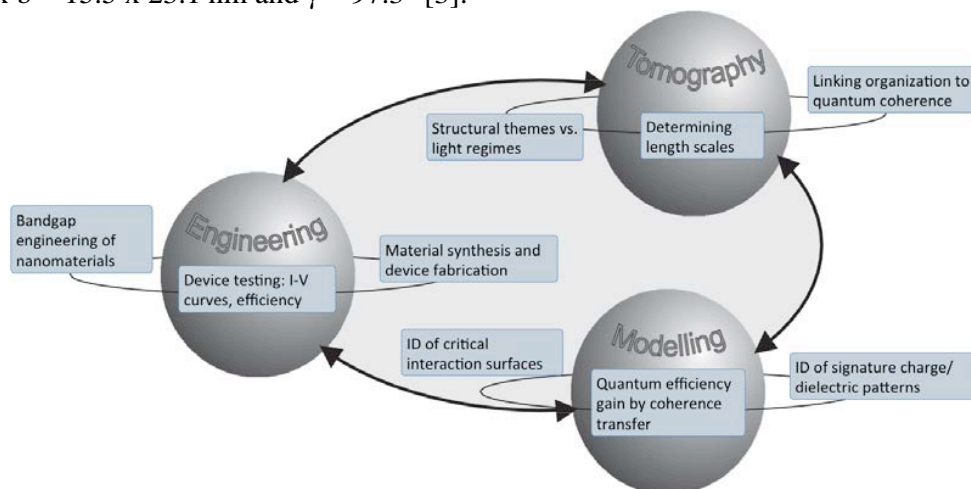 nm and
Tomography
Linking organization to
quantum coherence
Structural themes vs.
light regimes
Determining
length scales
Engineering
Bandgap
engineering of
nanomaterials
Material synthesis and
device fabrication
Device testing: I-V
curves, efficiency
Modelling
ID of critical
interaction surfaces
ID of signature charge/
dielectric patterns
Quantum efficiency
gain by coherence
transfer